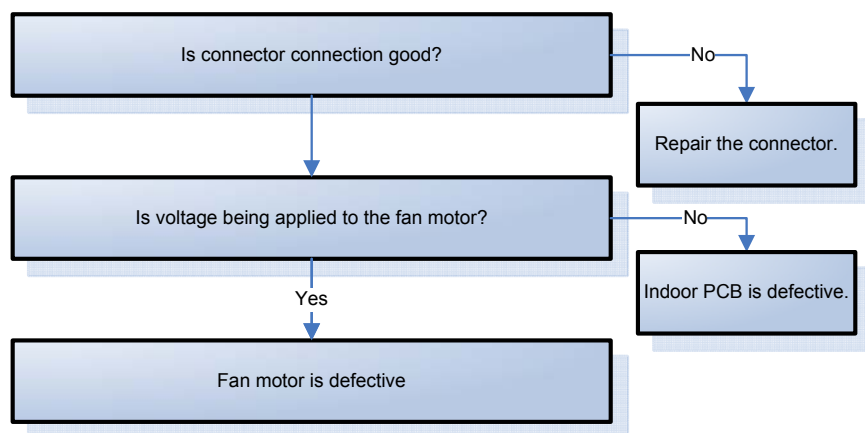 Is connector connection good?
No
Repair the connector.
Is voltage being applied to the fan motor?
No
Indoor PCB is defective.
Yes
Fan motor is defective